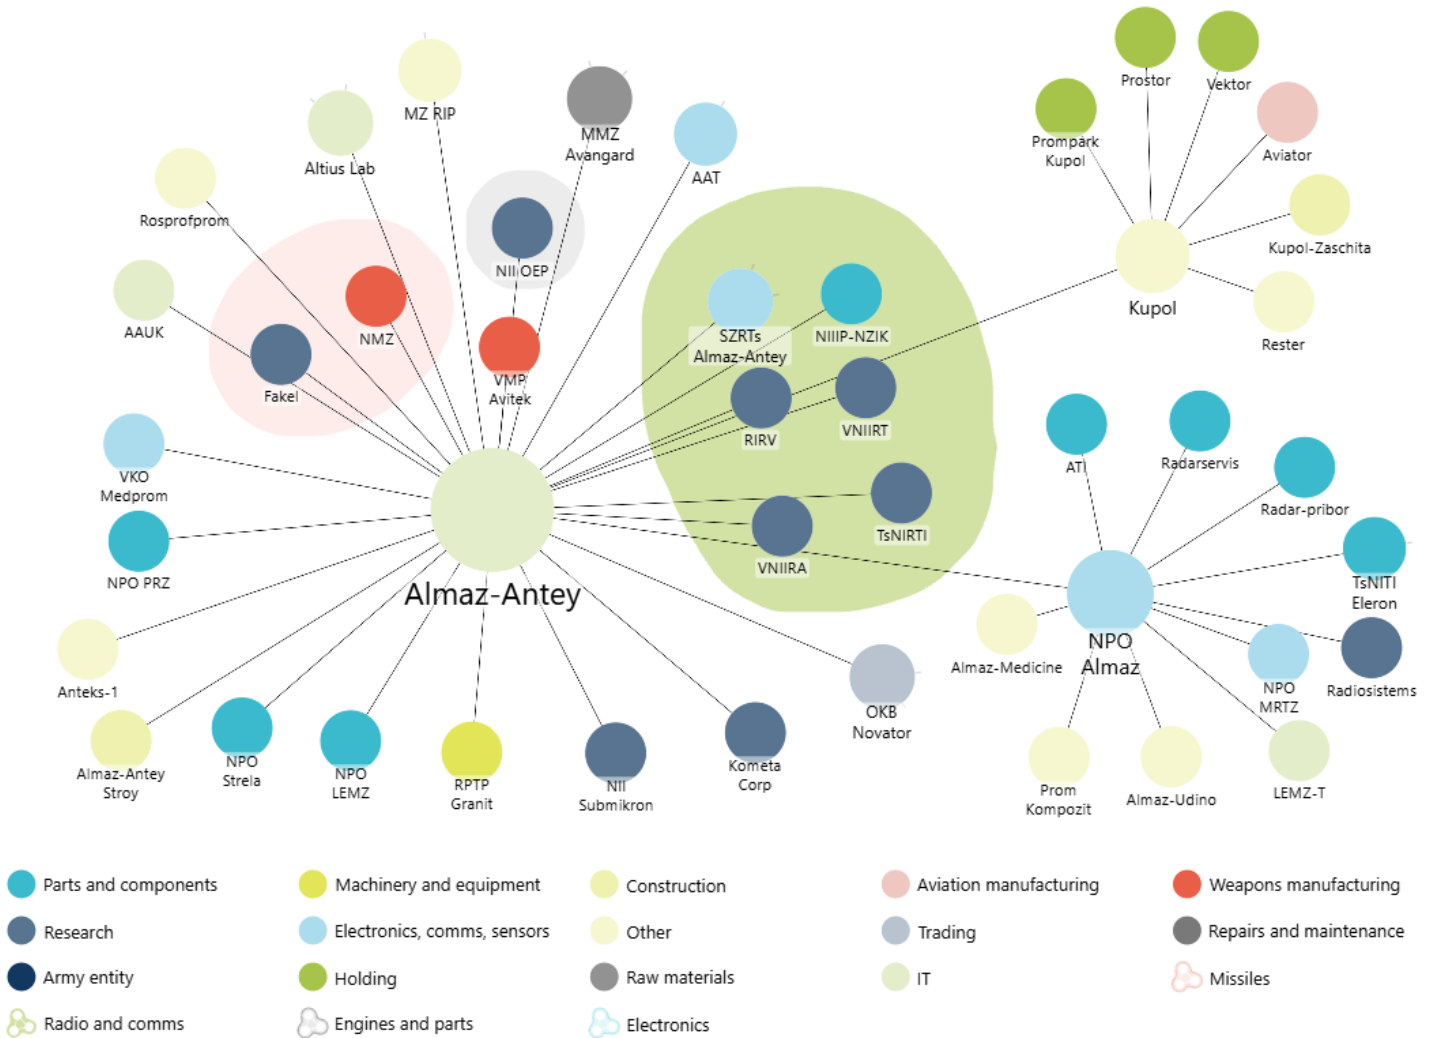 MZ RIP
Altius Lab
MMZ
Avangard
AAT
Rosprofprom
NII OEP
AAUK
NMZ
Fakel
VMP
Avitek
SZRTs
Almaz-Antey
NIIIP-NZIK
RIRV
VNIIRT
TsNIRTI
VNIIRA
VKO
Medprom
NPO PRZ
Almaz-Antey
Anteks-1
Almaz-Antey
Stroy
NPO
Strela
NPO
LEMZ
RPTP
Granit
NII
Submikron
Kometa
Corp
OKB
Novator
Prostor
Vektor
Prompark
Kupol
Aviator
Kupol-Zaschita
Kupol
Rester
ATI
Radarservis
Radar-pribor
TsNITI
Eleron
NPO
Almaz
Almaz-Medicine
NPO
MRTZ
Radiosistems
Prom
Kompozit
Almaz-Udino
LEMZ-T
Parts and components
Machinery and equipment
Construction
Aviation manufacturing
Weapons manufacturing
Research
Electronics, comms, sensors
Other
Trading
Repairs and maintenance
Army entity
Holding
Raw materials
IT
Missiles
Radio and comms
Engines and parts
Electronics